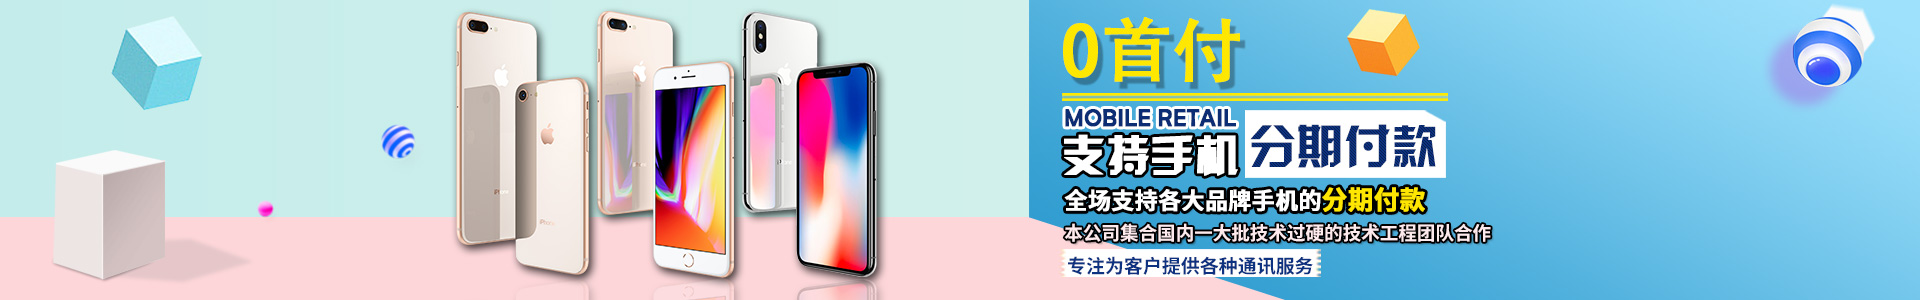 0首付
MOBILE RETAIL
支持手机 分期付款
全场支持各大品牌手机的分期付款
本公司集合国内一大批技术过硬的技术工程团队合作
专注为客户提供各种通讯服务
iPhone
iPhone